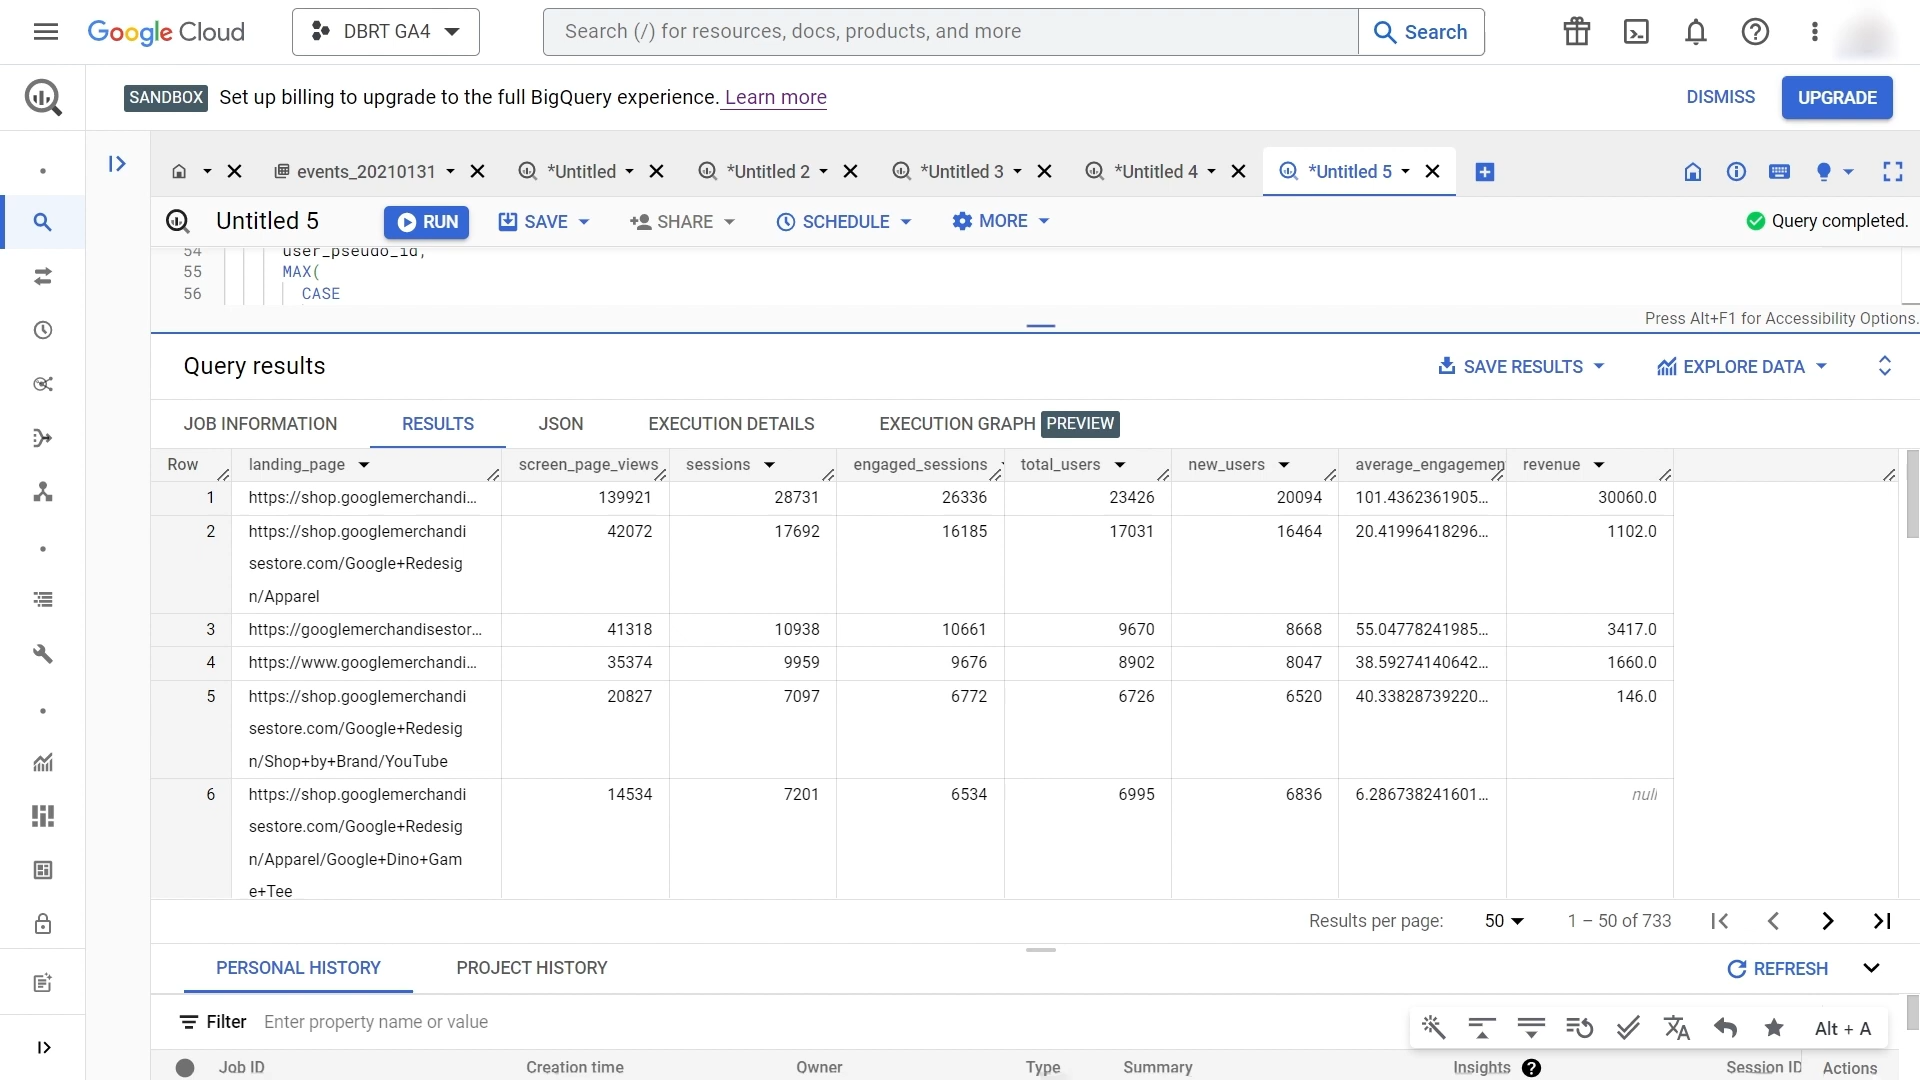 Google Cloud
DBRT GA4
Search (/) for resources, docs, products, and more
Search
SANDBOX Set up billing to upgrade to the full BigQuery experience. Learn more
DISMISS
UPGRADE
events_20210131
*Untitled
*Untitled 2
*Untitled 3
*Untitled 4
*Untitled 5
Untitled 5
RUN
SAVE
SHARE
SCHEDULE
MORE
Query completed.
54 user_pseudo_id,
55 MAX(
56 CASE
Press Alt+F1 for Accessibility Options.
Query results
SAVE RESULTS
EXPLORE DATA
JOB INFORMATION
RESULTS
JSON
EXECUTION DETAILS
EXECUTION GRAPH PREVIEW
Row landing_page screen_page_views sessions engaged_sessions total_users new_users average_engagemen revenue
1 https://shop.googlemerchandi... 139921 28731 26336 23426 20094 101.4362361905... 30060.0
2 https://shop.googlemerchandi 42072 17692 16185 17031 16464 20.41996418296... 1102.0
sestore.com/Google+Redesig
n/Apparel
3 https://googlemerchandisestor... 41318 10938 10661 9670 8668 55.04778241985... 3417.0
4 https://www.googlemerchandi... 35374 9959 9676 8902 8047 38.59274140642... 1660.0
5 https://shop.googlemerchandi 20827 7097 6772 6726 6520 40.33828739220... 146.0
sestore.com/Google+Redesig
n/Shop+by+Brand/YouTube
6 https://shop.googlemerchandi 14534 7201 6534 6995 6836 6.286738241601... null
sestore.com/Google+Redesig
n/Apparel/Google+Dino+Gam
e+Tee
Results per page: 50 1 – 50 of 733
PERSONAL HISTORY
PROJECT HISTORY
REFRESH
Filter Enter property name or value
Alt + A
Job ID Creation time Owner Type Summary Insights Session ID Actions